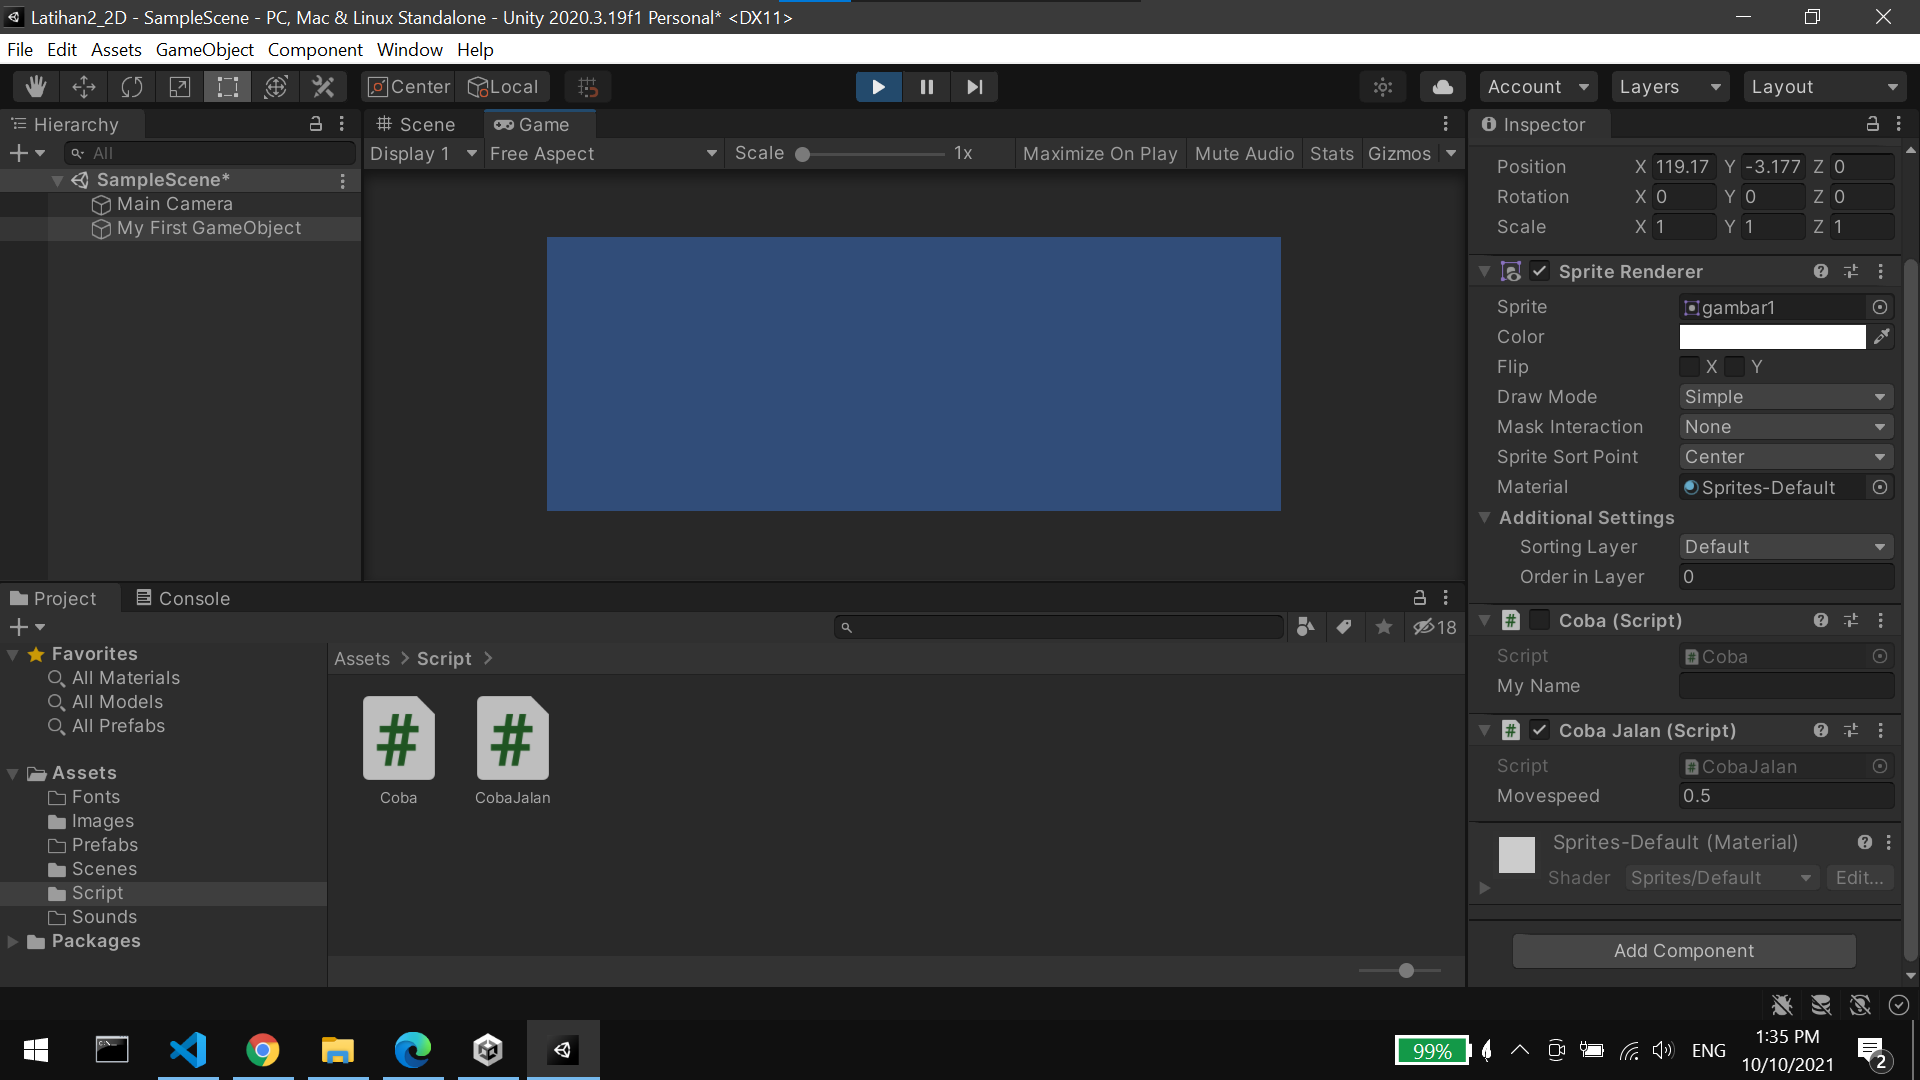 Latihan2_2D - SampleScene - PC, Mac & Linux Standalone - Unity 2020.3.19f1 Personal* <DX11>
File Edit Assets GameObject Component Window Help
Center Local Account Layers Layout
Hierarchy
All
SampleScene*
Main Camera
My First GameObject
Scene Game
Display 1 Free Aspect Scale 1x Maximize On Play Mute Audio Stats Gizmos
Inspector
Position X 119.17 Y -3.177 Z 0
Rotation X 0 Y 0 Z 0
Scale X 1 Y 1 Z 1
Sprite Renderer
Sprite gambar1
Color
Flip X Y
Draw Mode Simple
Mask Interaction None
Sprite Sort Point Center
Material Sprites-Default
Additional Settings
Sorting Layer Default
Order in Layer 0
# Coba (Script)
Script # Coba
My Name
# Coba Jalan (Script)
Script # CobaJalan
Movespeed 0.5
Sprites-Default (Material)
Shader Sprites/Default Edit...
Add Component
Project Console
18
Favorites
All Materials
All Models
All Prefabs
Assets
Fonts
Images
Prefabs
Scenes
Script
Sounds
Packages
Assets > Script >
# #
Coba CobaJalan
99% ENG 1:35 PM
10/10/2021 2